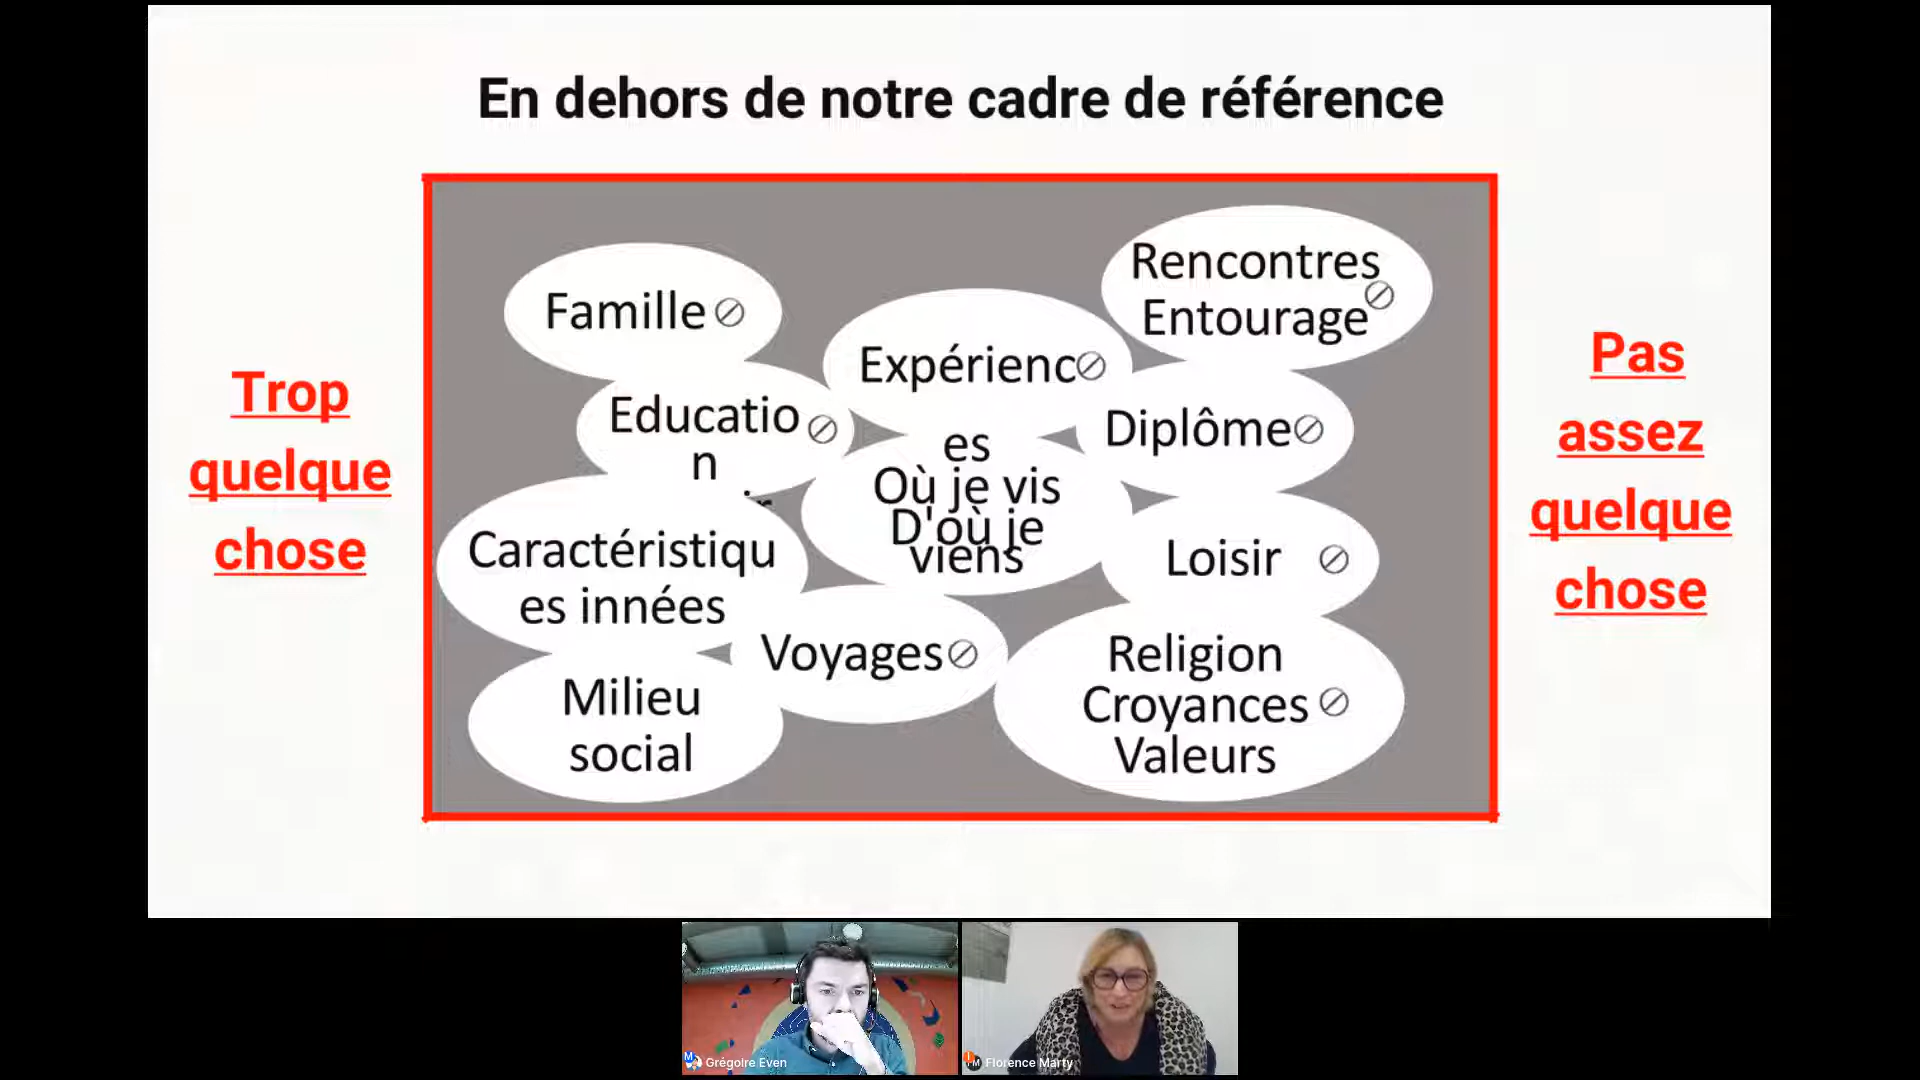 En dehors de notre cadre de référence
Trop
quelque
chose
Famille
Rencontres
Entourage
Expérienc
es
Educatio
n
Diplôme
Où je vis
D'où je
viens
Caractéristiqu
es innées
Loisir
Voyages
Milieu
social
Religion
Croyances
Valeurs
Pas
assez
quelque
chose
Grégoire Even
Florence Marty